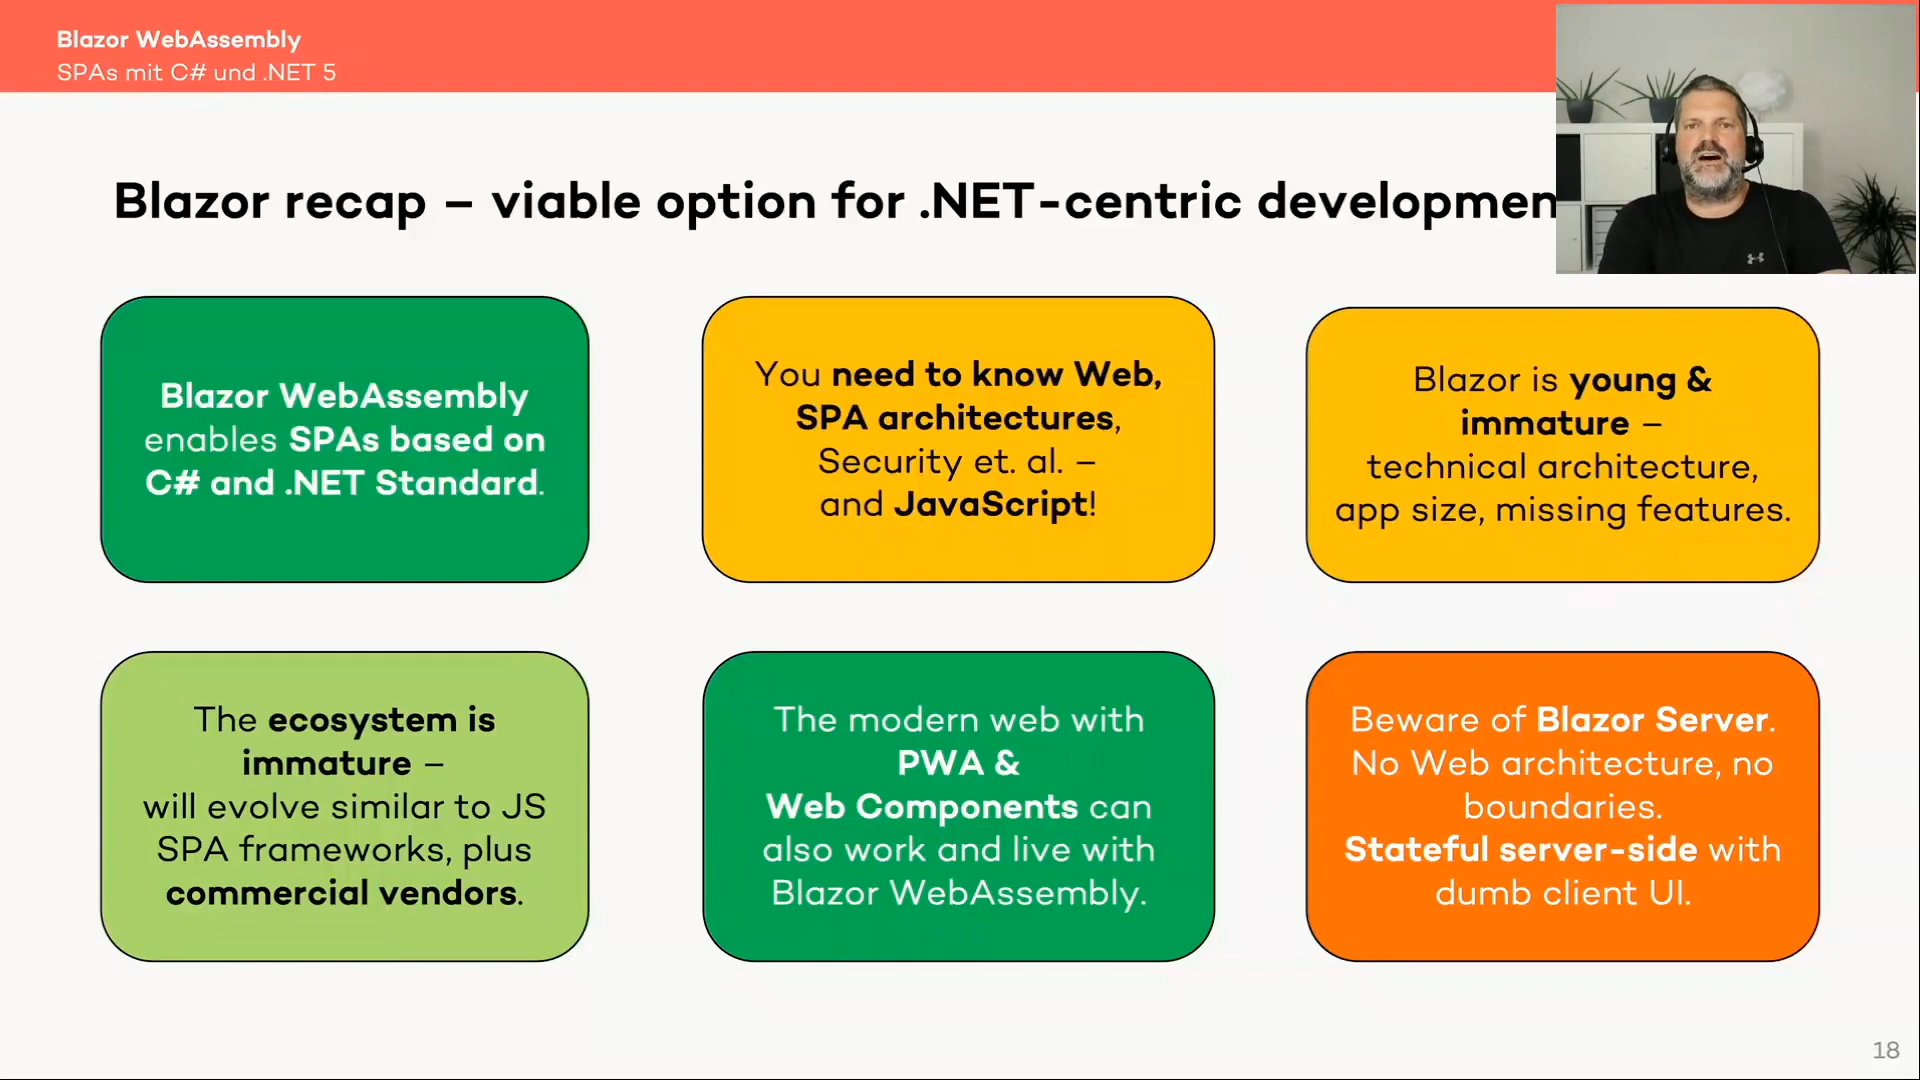 Blazor WebAssembly
SPAs mit C# und .NET 5
Blazor recap – viable option for .NET-centric developmen
Blazor WebAssembly
enables SPAs based on
C# and .NET Standard.
You need to know Web,
SPA architectures,
Security et. al. –
and JavaScript!
Blazor is young &
immature –
technical architecture,
app size, missing features.
The ecosystem is
immature –
will evolve similar to JS
SPA frameworks, plus
commercial vendors.
The modern web with
PWA &
Web Components can
also work and live with
Blazor WebAssembly.
Beware of Blazor Server.
No Web architecture, no
boundaries.
Stateful server-side with
dumb client UI.
18